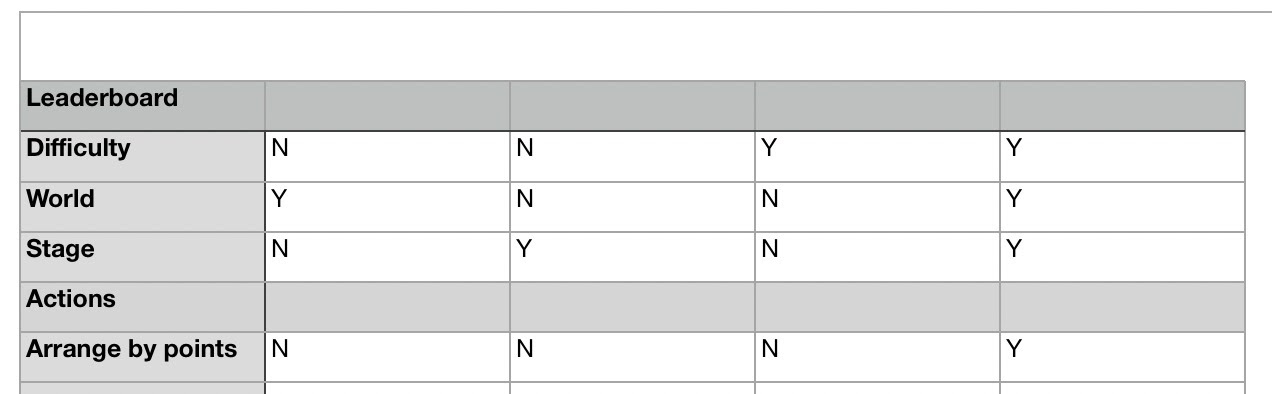 Leaderboard
Difficulty N N Y Y
World Y N N Y
Stage N Y N Y
Actions
Arrange by points N N N Y